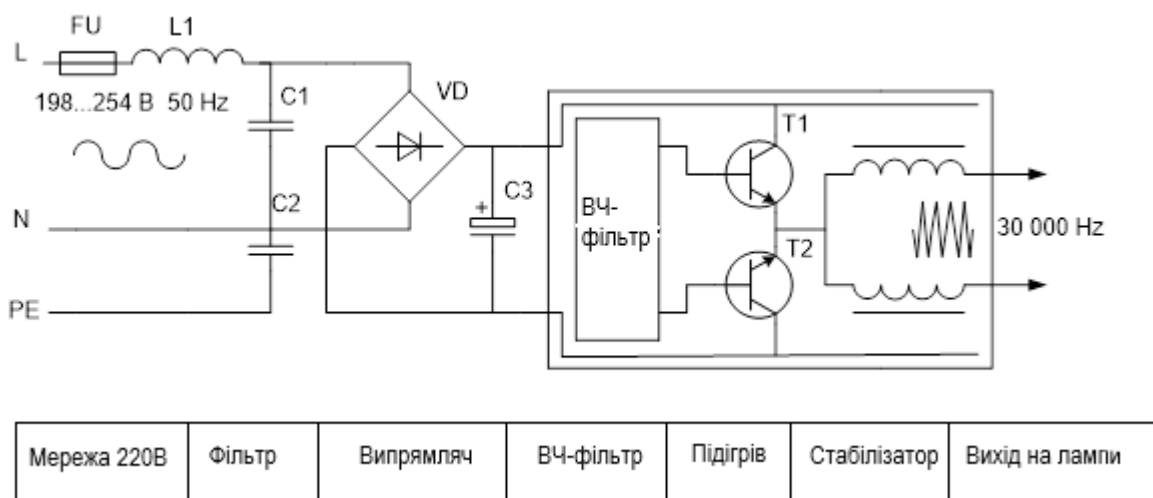 FU L1
L
198...254 В 50 Hz
C1
VD
T1
C2
C3
+
N
ВЧ-
фільтр
T2
30 000 Hz
PE
Мережа 220В Фільтр Випрямляч ВЧ-фільтр Підігрів Стабілізатор Вихід на лампи